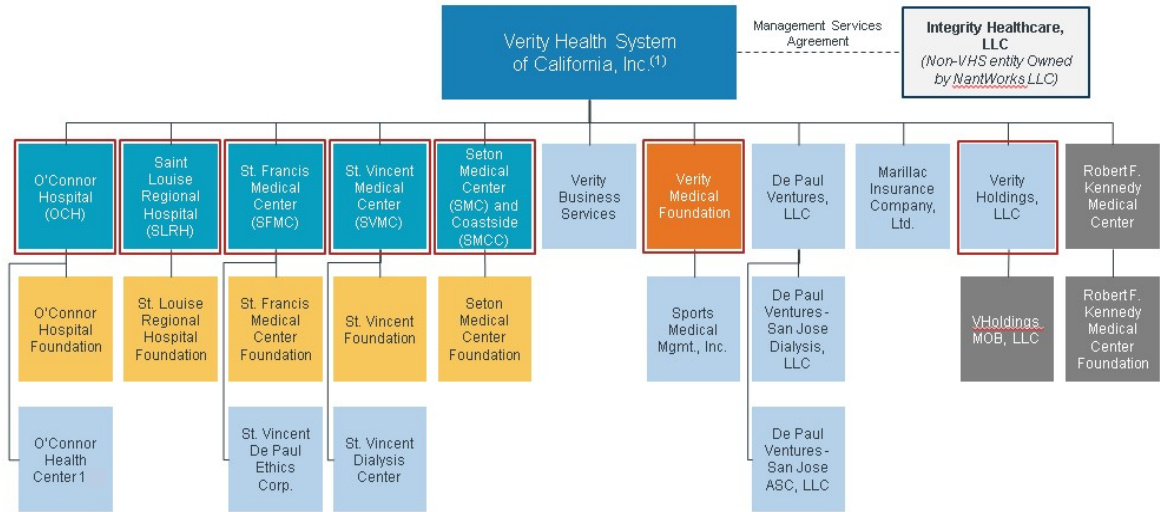 Verity Health System
of California, Inc.(1)
Management Services
Agreement
Integrity Healthcare,
LLC
(Non-VHS entity Owned
by NantWorks LLC)
O'Connor
Hospital
(OCH)
Saint
Louise
Regional
Hospital
(SLRH)
St. Francis
Medical
Center
(SFMC)
St. Vincent
Medical
Center
(SVMC)
Seton
Medical
Center
(SMC) and
Coastside
(SMCC)
Verity
Business
Services
Verity
Medical
Foundation
De Paul
Ventures,
LLC
Marillac
Insurance
Company,
Ltd.
Verity
Holdings,
LLC
Robert F.
Kennedy
Medical
Center
O'Connor
Hospital
Foundation
St. Louise
Regional
Hospital
Foundation
St. Francis
Medical
Center
Foundation
St. Vincent
Foundation
Seton
Medical
Center
Foundation
Sports
Medical
Mgmt., Inc.
De Paul
Ventures -
San Jose
Dialysis,
LLC
VHoldings
MOB, LLC
Robert F.
Kennedy
Medical
Center
Foundation
O'Connor
Health
Center 1
St. Vincent
De Paul
Ethics
Corp.
St. Vincent
Dialysis
Center
De Paul
Ventures -
San Jose
ASC, LLC